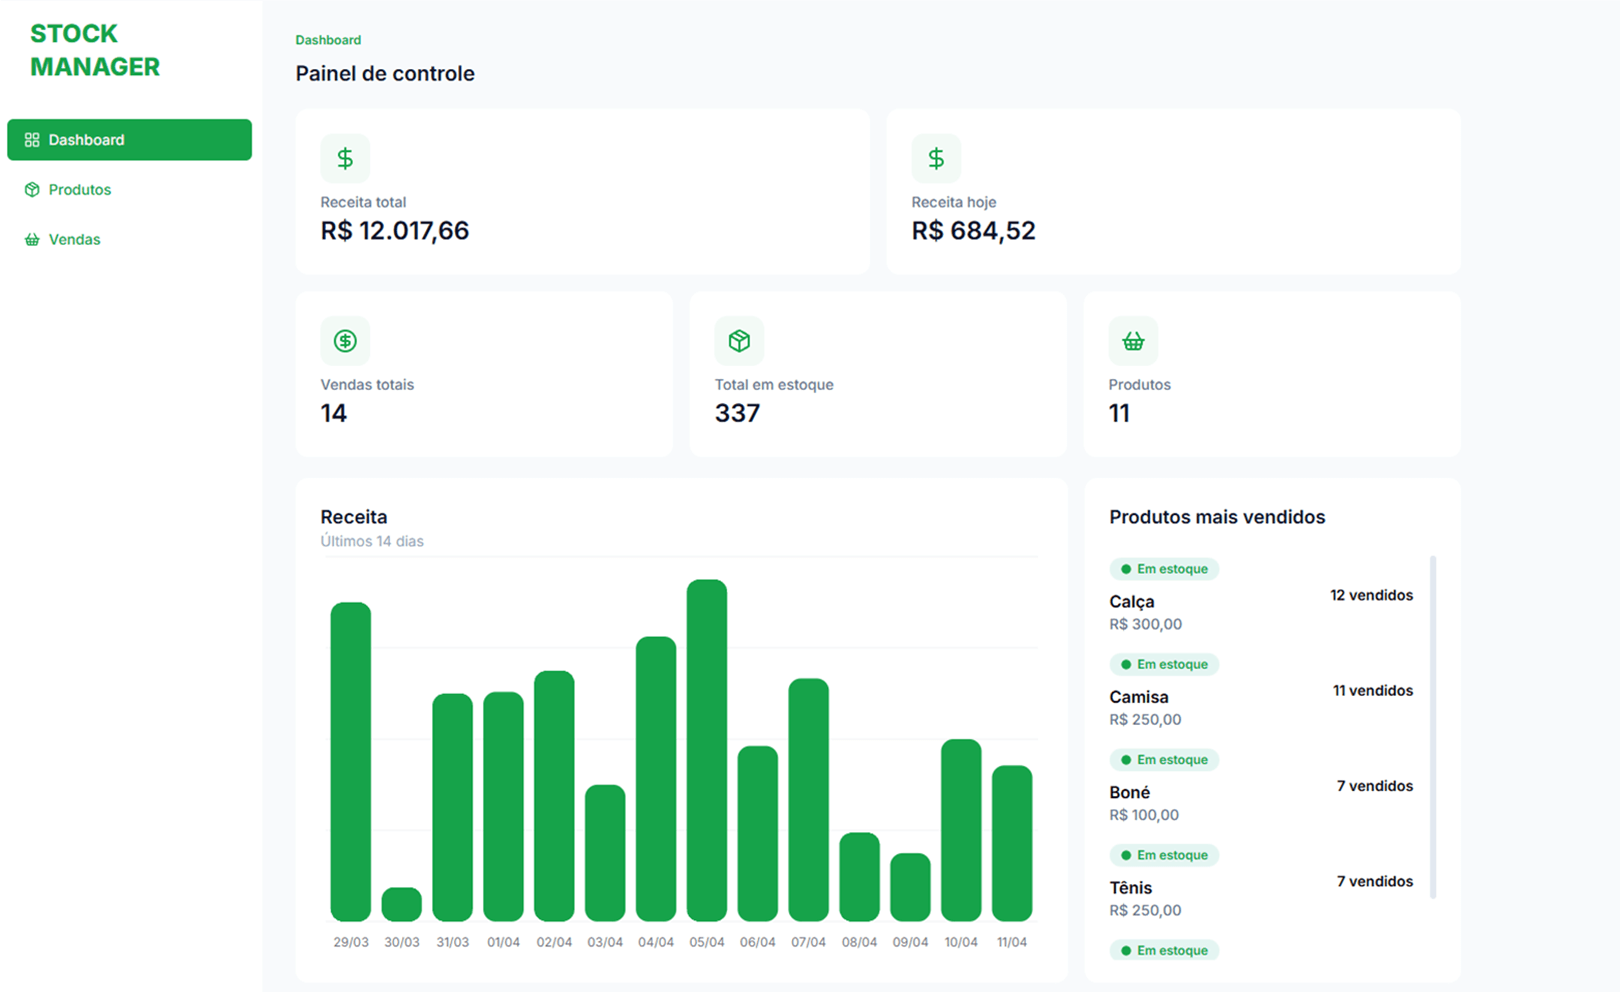 STOCK
MANAGER
Dashboard
Produtos
Vendas
Dashboard
Painel de controle
Receita total
R$ 12.017,66
Receita hoje
R$ 684,52
Vendas totais
14
Total em estoque
337
Produtos
11
Receita
Últimos 14 dias
29/03 30/03 31/03 01/04 02/04 03/04 04/04 05/04 06/04 07/04 08/04 09/04 10/04 11/04
Produtos mais vendidos
Em estoque
Calça
R$ 300,00
12 vendidos
Em estoque
Camisa
R$ 250,00
11 vendidos
Em estoque
Boné
R$ 100,00
7 vendidos
Em estoque
Tênis
R$ 250,00
7 vendidos
Em estoque